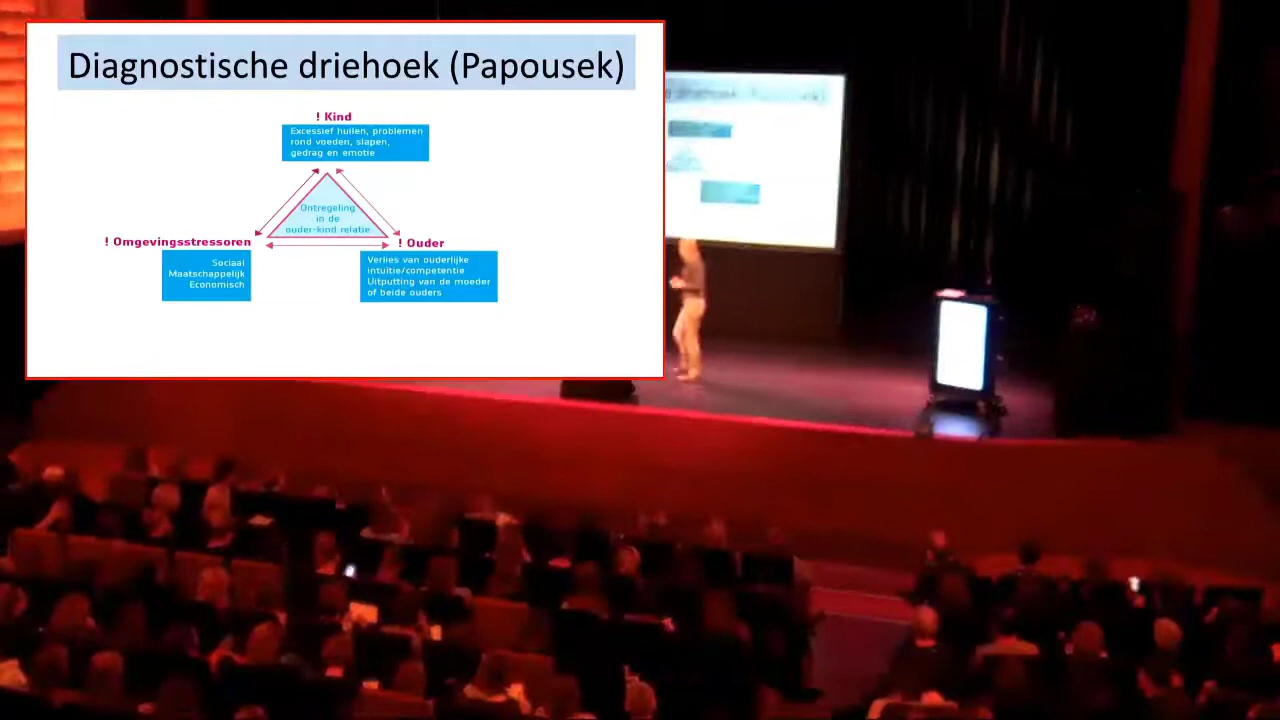 Diagnostische driehoek (Papousek)
! Kind
Excessief huilen, problemen
rond voeden, slapen,
gedrag en emotie
Ontregeling
in de
ouder-kind relatie
! Omgevingsstressoren
Sociaal
Maatschappelijk
Economisch
! Ouder
Verlies van ouderlijke
intuïtie/competentie
Uitputting van de moeder
of beide ouders